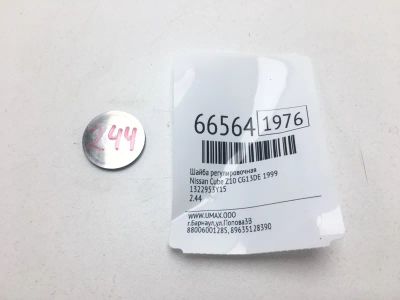 2.44
66564 1976
Шайба регулировочная
Nissan Cube Z10 CG13DE 1999
1322953Y15
2.44
WWW.UMAX.OOO
г.Барнаул,ул.Попова3В
88006001285, 89635128390